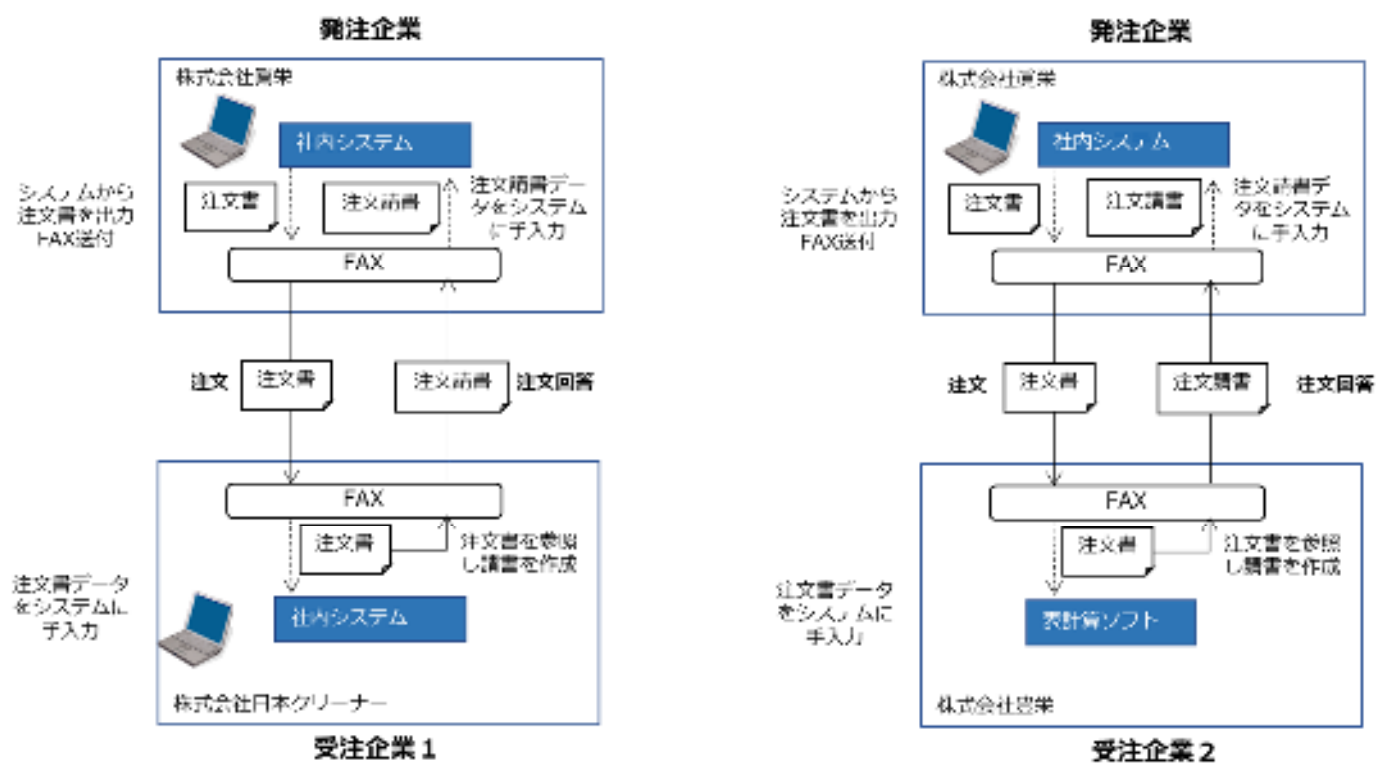 発注企業
株式会社眞栄
社内システム
システムから
注文書を出力
FAX送付
注文書
注文請書
注文請書デー
タをシステム
に手入力
FAX
注文
注文書
注文請書
注文回答
FAX
注文書
注文書を参照
し請書を作成
注文書データ
をシステムに
手入力
社内システム
株式会社日本クリーナー
受注企業1
発注企業
株式会社眞栄
社内システム
システムから
注文書を出力
FAX送付
注文書
注文請書
注文請書デ
ータをシステム
に手入力
FAX
注文
注文書
注文請書
注文回答
FAX
注文書
注文書を参照
し請書を作成
注文書データ
をシステムに
手入力
表計算ソフト
株式会社豊栄
受注企業2